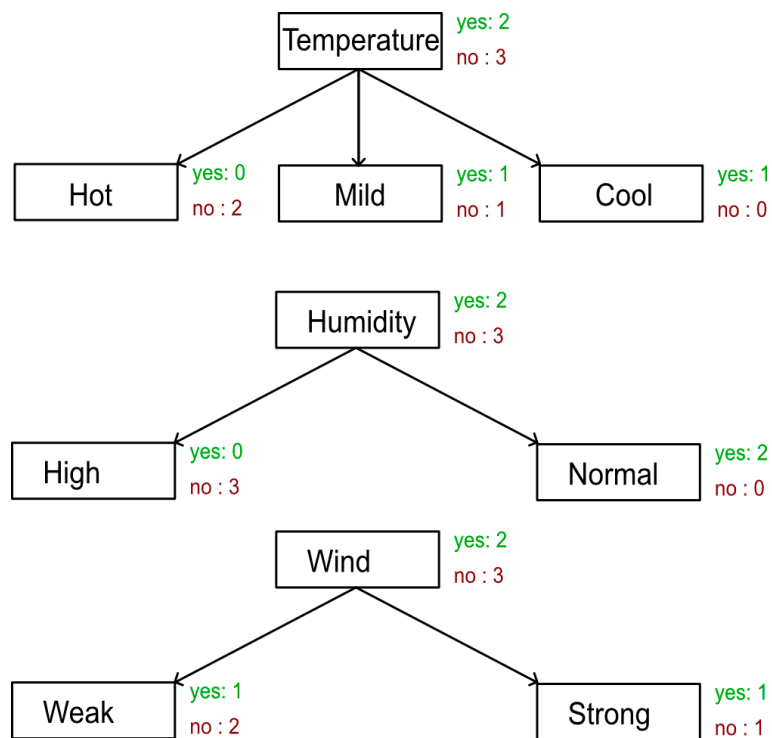 Temperature
yes: 2
no : 3
Hot
yes: 0
no : 2
Mild
yes: 1
no : 1
Cool
yes: 1
no : 0
Humidity
yes: 2
no : 3
High
yes: 0
no : 3
Normal
yes: 2
no : 0
Wind
yes: 2
no : 3
Weak
yes: 1
no : 2
Strong
yes: 1
no : 1